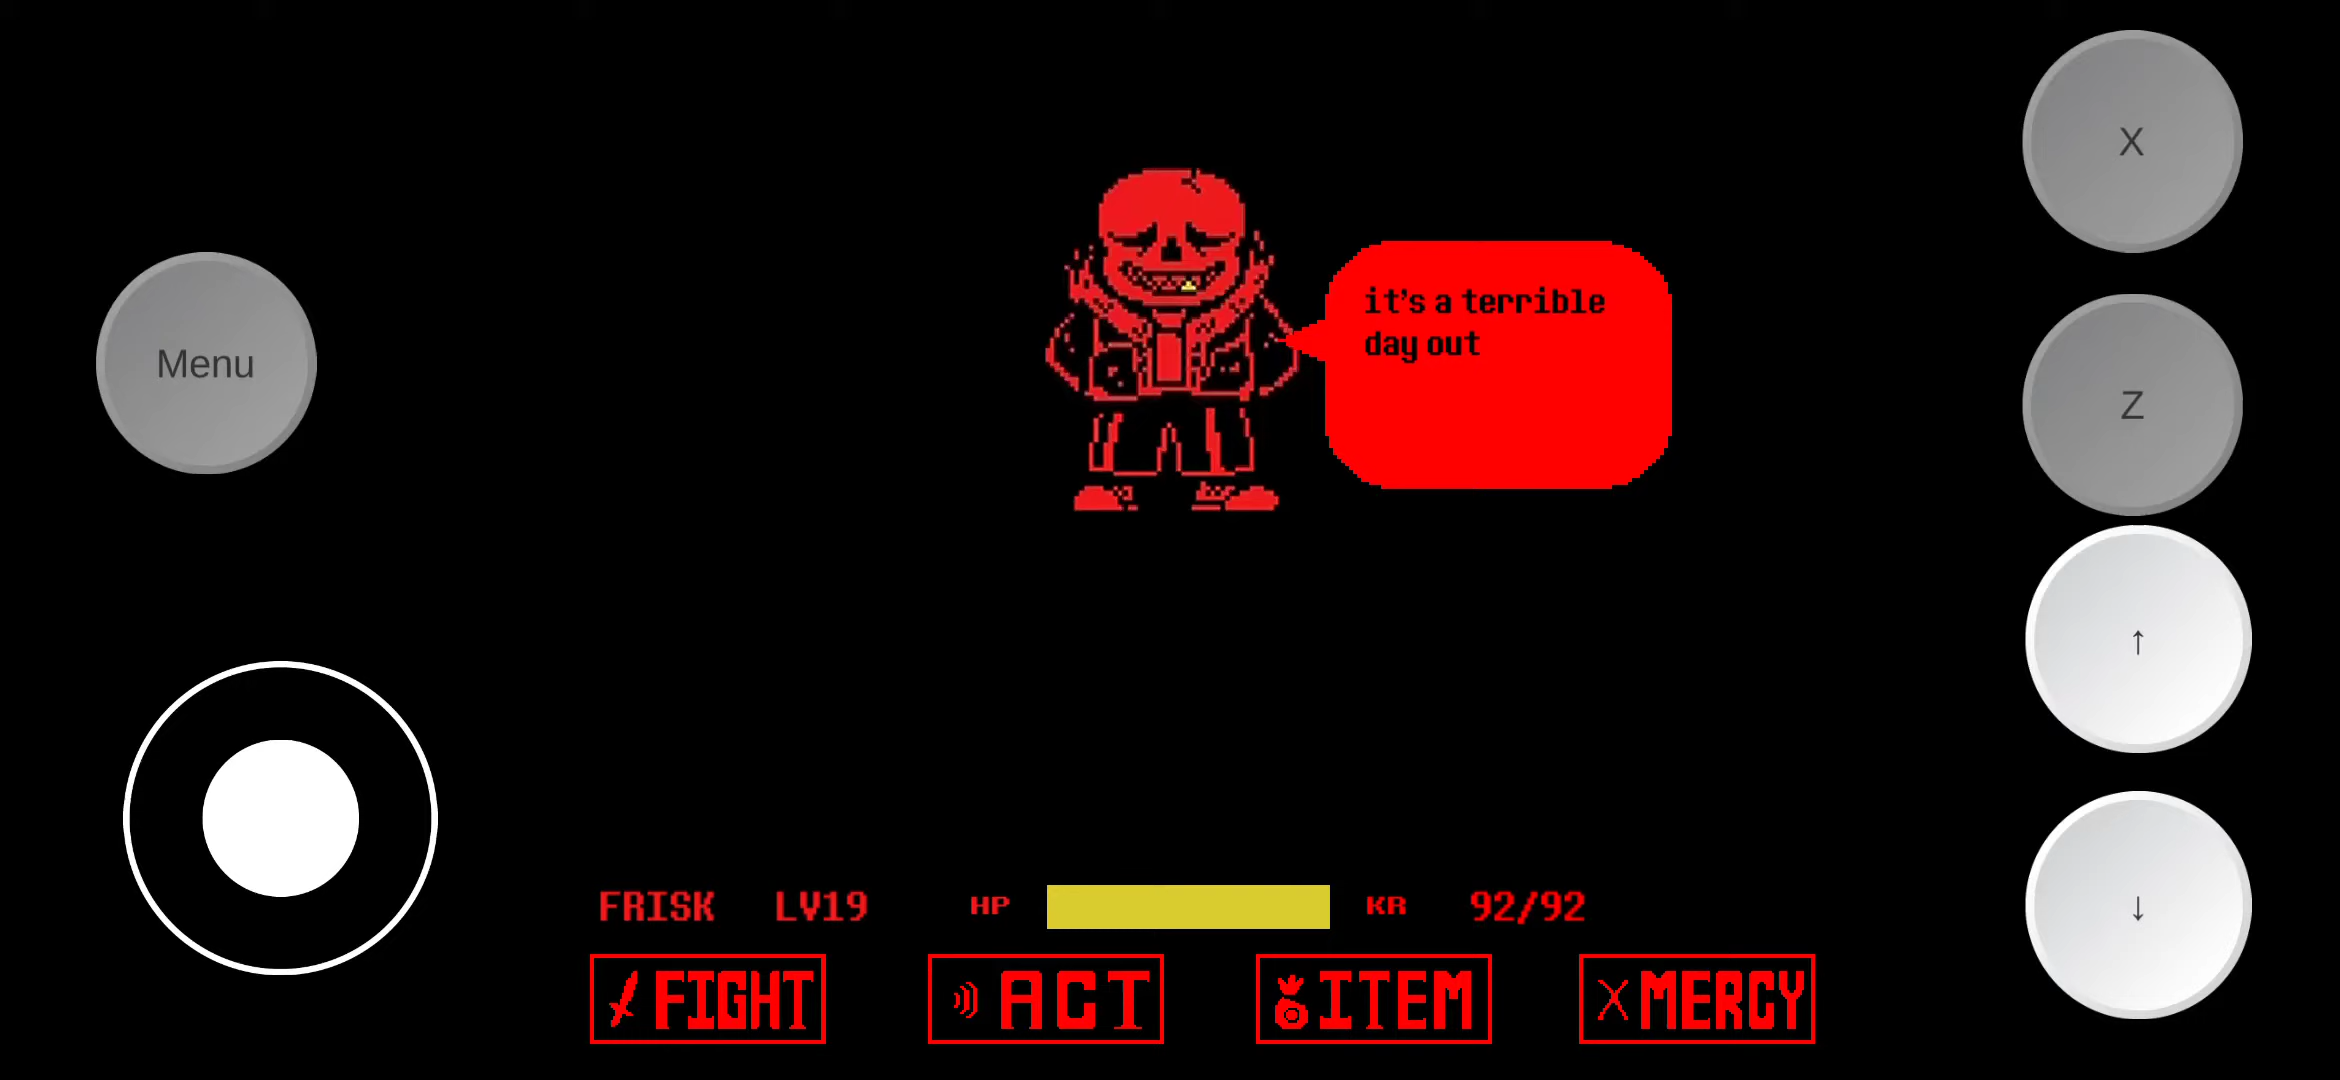 X
it's a terrible
day out
Menu
Z
↑
FRISK LV19 HP KR 92/92
↓
FIGHT ACT ITEM MERCY